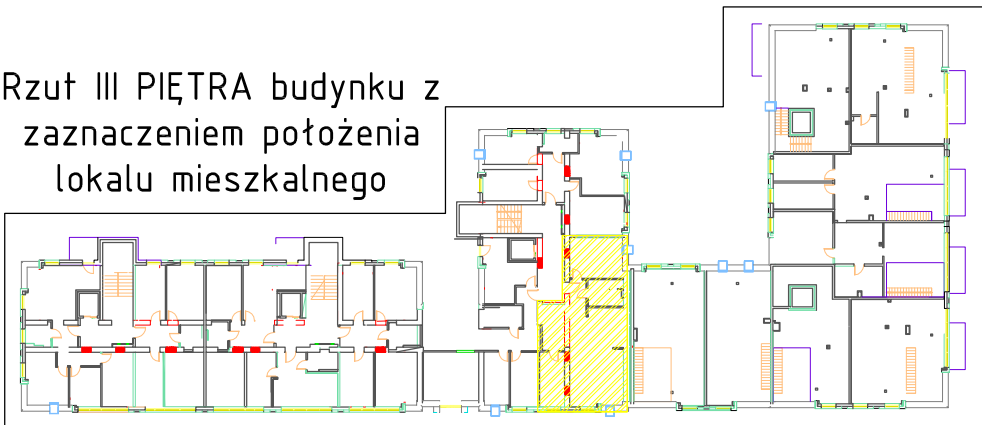 Rzut III PIĘTRA budynku z
zaznaczeniem położenia
lokalu mieszkalnego